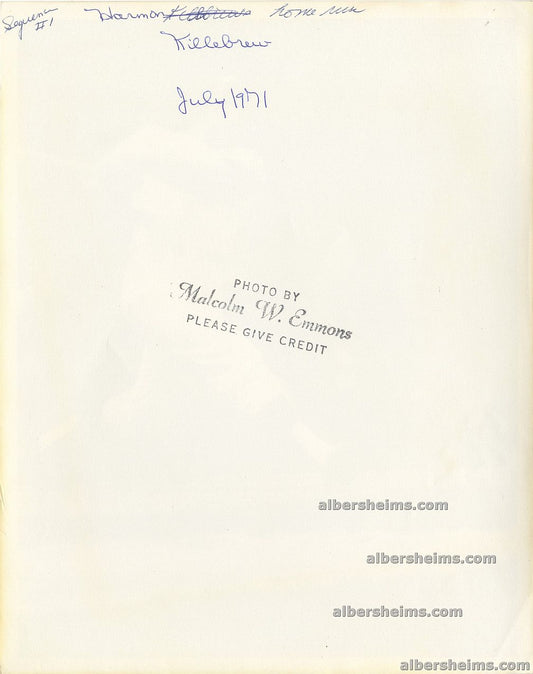 Sequence
#1
Harmon home run
Killebrew
July 1971
PHOTO BY
Malcolm W. Emmons
PLEASE GIVE CREDIT
albersheims.com
albersheims.com
albersheims.com
albersheims.com